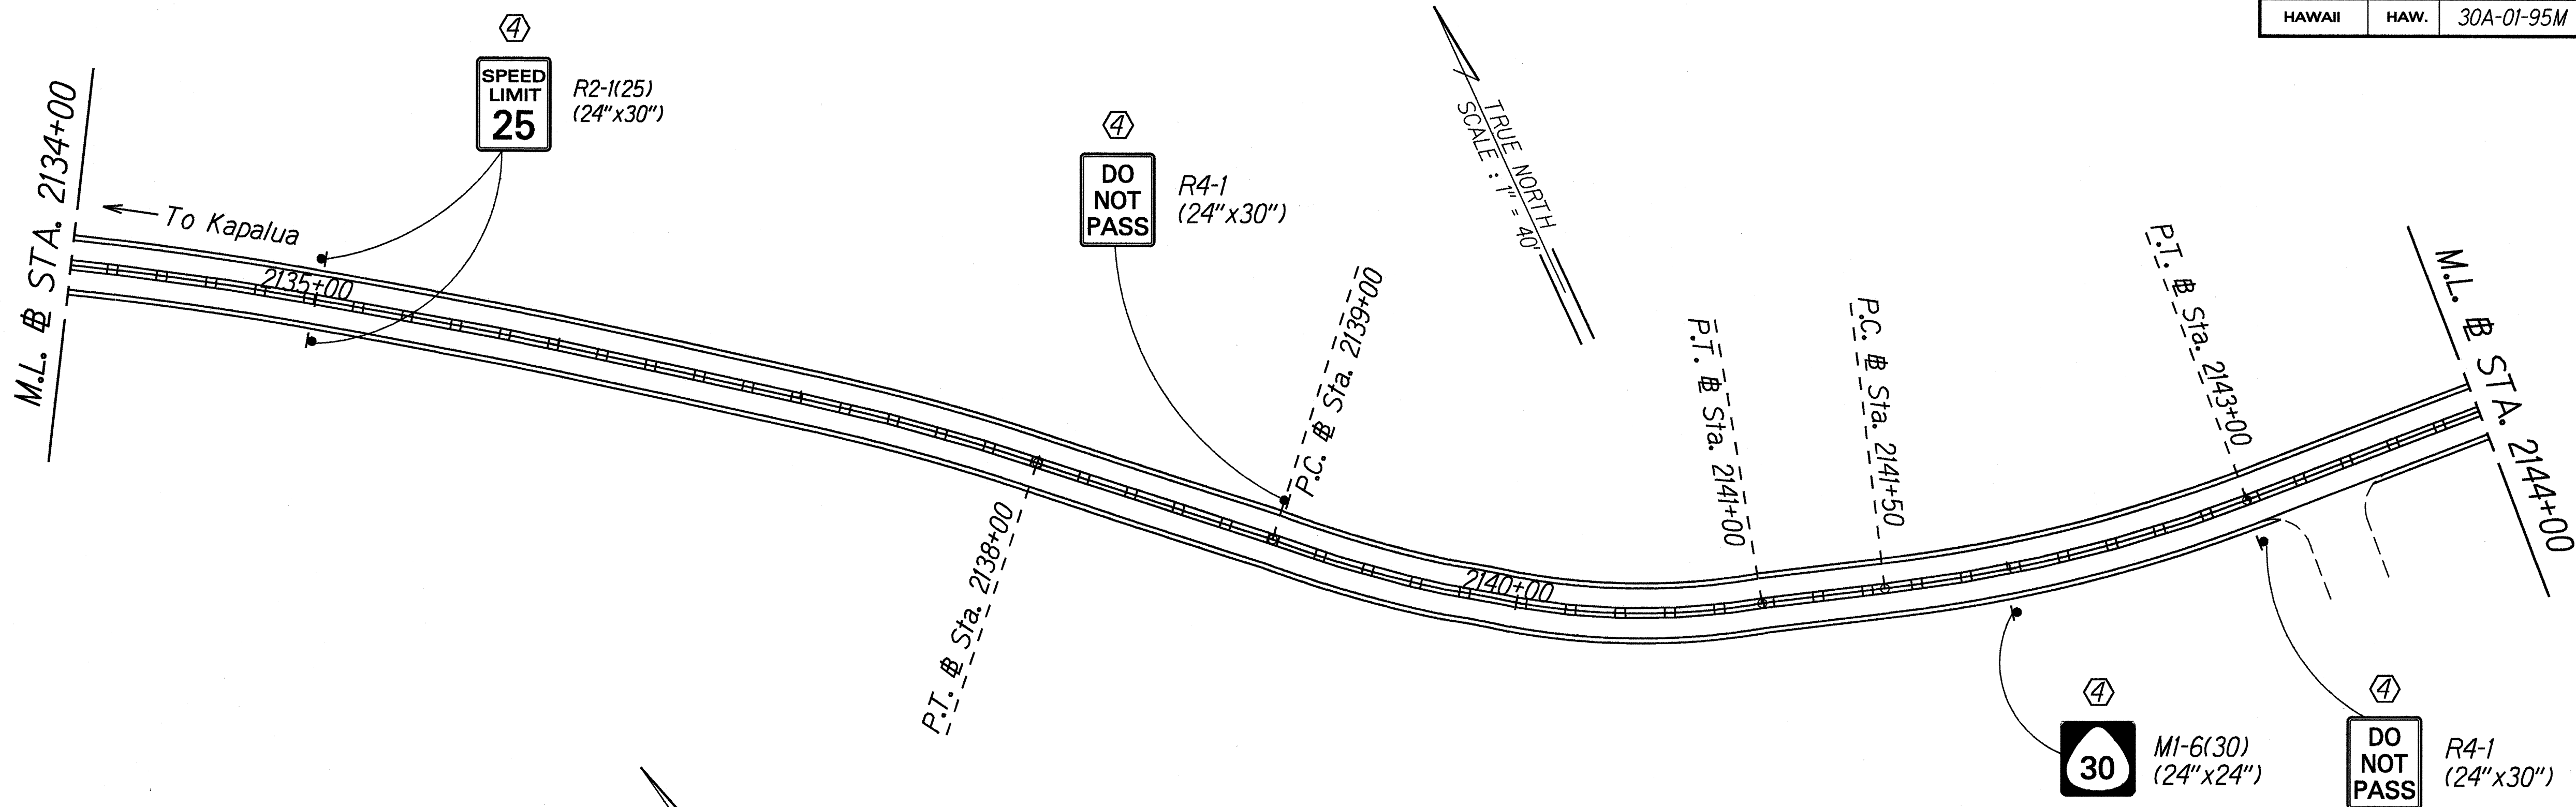 HAWAII HAW. 30A-01-95M
4
SPEED
LIMIT
25
R2-1(25)
(24"x30")
M.L. B STA. 2134+00
To Kapalua
2135+00
4
DO
NOT
PASS
R4-1
(24"x30")
TRUE NORTH
SCALE : 1" = 40'
P.T. B Sta. 2138+00
P.C. B Sta. 2139+00
2140+00
P.T. B Sta. 2141+00
P.C. B Sta. 2141+50
P.T. B Sta. 2143+00
M.L. B STA. 2144+00
4
30
M1-6(30)
(24"x24")
4
DO
NOT
PASS
R4-1
(24"x30")